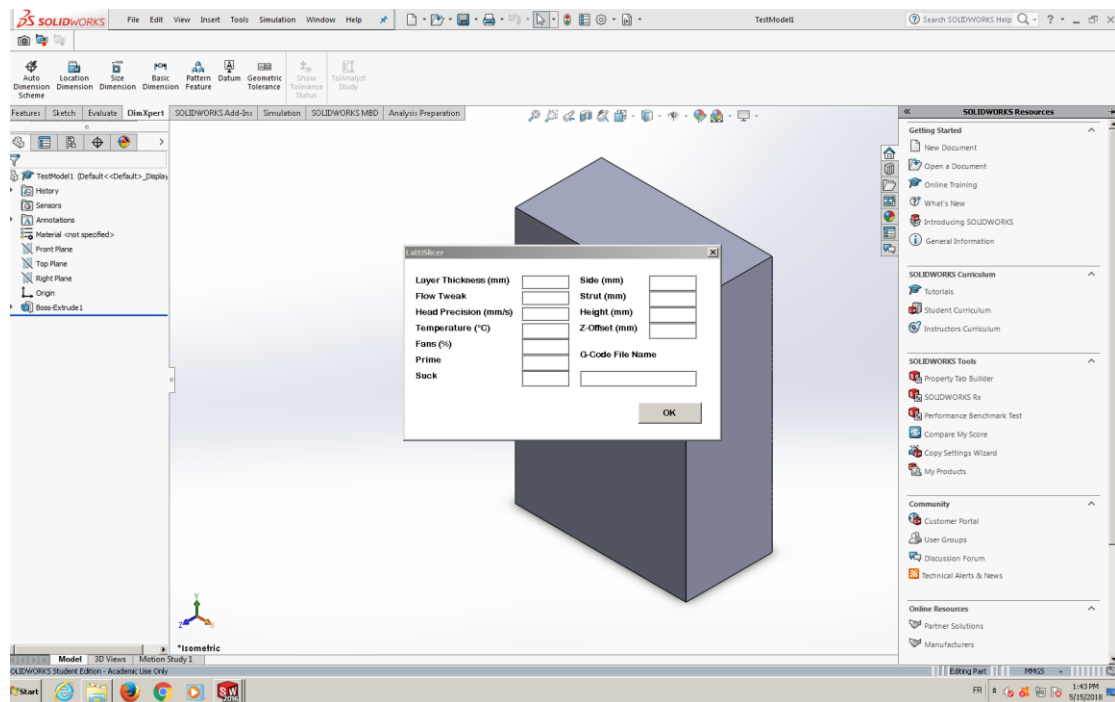 SOLIDWORKS File Edit View Insert Tools Simulation Window Help TestModel1 Search SOLIDWORKS Help
Auto Dimension Scheme
Location Dimension
Size Dimension
Basic Dimension
Pattern Feature
Datum
Geometric Tolerance
Show Tolerance Status
TolAnalyst Study
Features Sketch Evaluate DimXpert SOLIDWORKS Add-Ins Simulation SOLIDWORKS MBD Analysis Preparation
TestModel1 (Default<<Default>_Display
History
Sensors
Annotations
Material <not specified>
Front Plane
Top Plane
Right Plane
Origin
Boss-Extrude1
LattiSlicer
Layer Thickness (mm)
Flow Tweak
Head Precision (mm/s)
Temperature (°C)
Fans (%)
Prime
Suck
Side (mm)
Strut (mm)
Height (mm)
Z-Offset (mm)
G-Code File Name
OK
Y
Z
X
*Isometric
SOLIDWORKS Resources
Getting Started
New Document
Open a Document
Online Training
What's New
Introducing SOLIDWORKS
General Information
SOLIDWORKS Curriculum
Tutorials
Student Curriculum
Instructors Curriculum
SOLIDWORKS Tools
Property Tab Builder
SOLIDWORKS Rx
Performance Benchmark Test
Compare My Score
Copy Settings Wizard
My Products
Community
Customer Portal
User Groups
Discussion Forum
Technical Alerts & News
Online Resources
Partner Solutions
Manufacturers
Model 3D Views Motion Study 1
SOLIDWORKS Student Edition - Academic Use Only Editing Part MMGS
Start SW 2016 FR 1:43 PM
5/15/2018